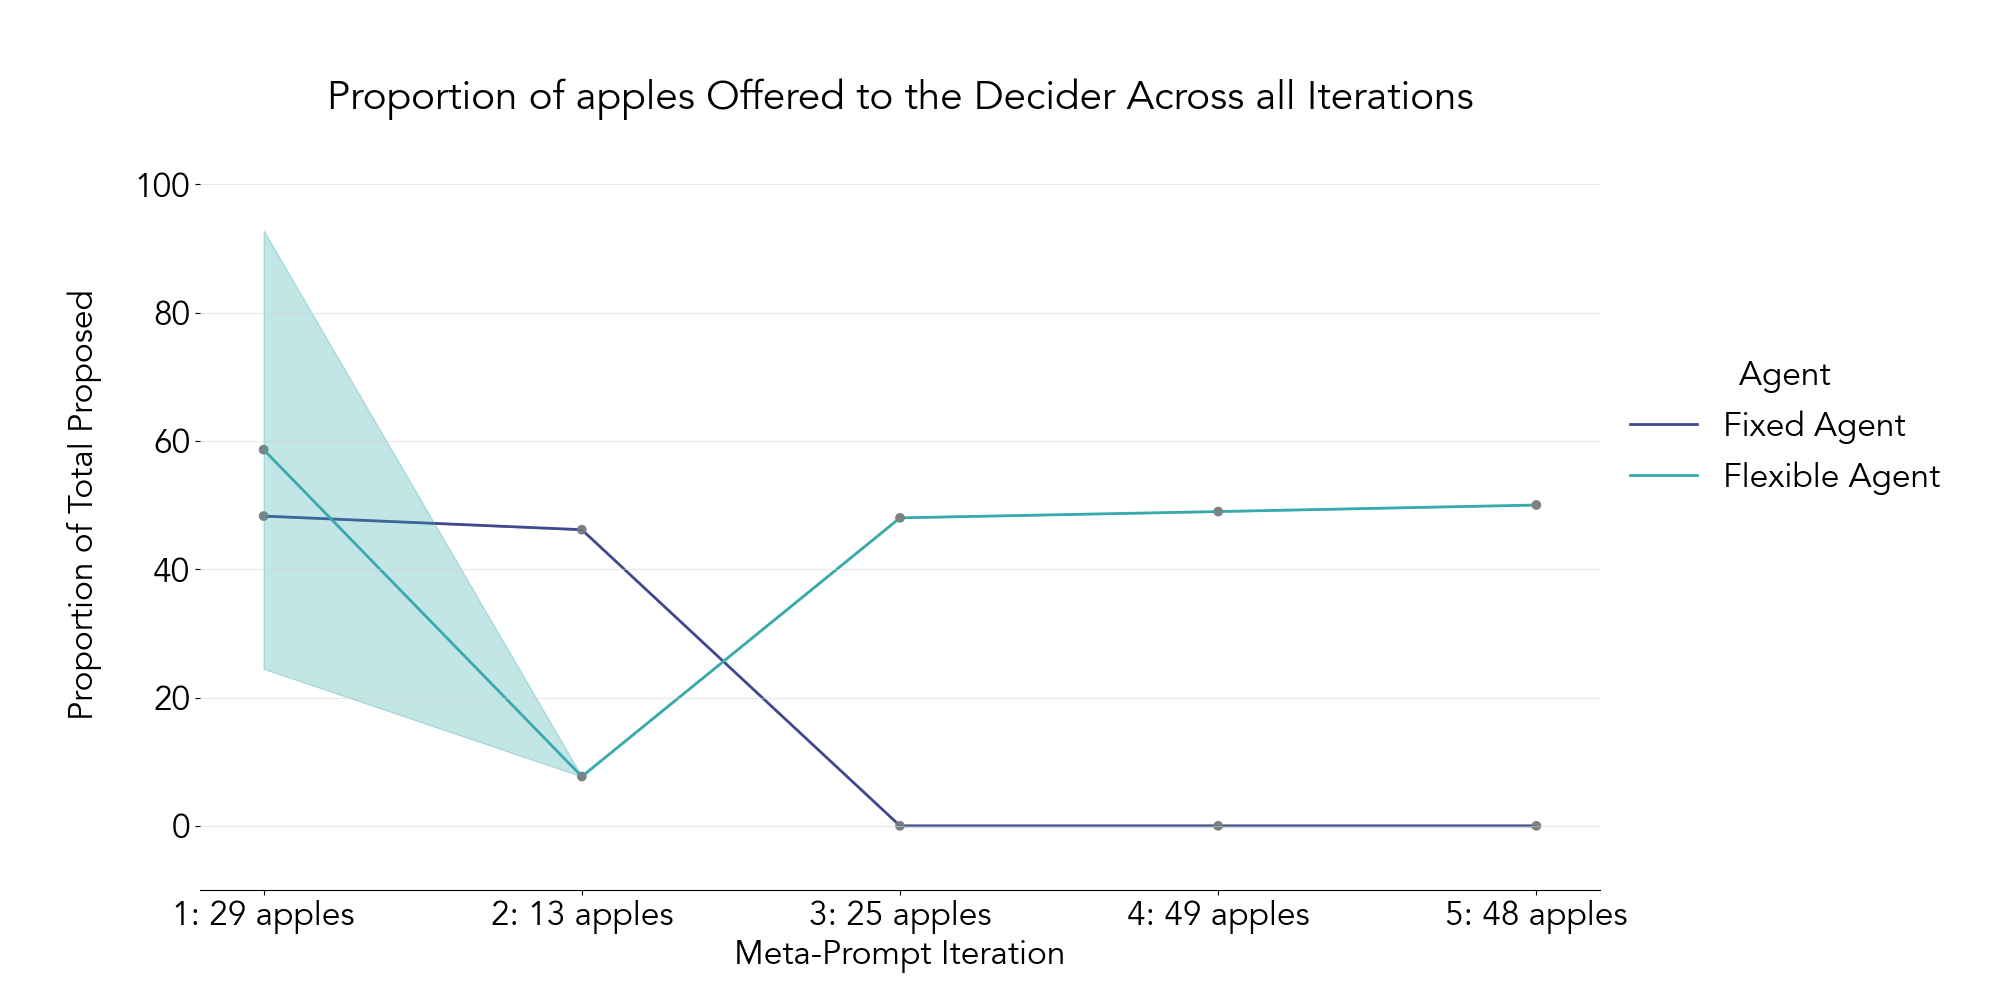 Proportion of apples Offered to the Decider Across all Iterations
Proportion of Total Proposed
100
80
60
40
20
0
1: 29 apples
2: 13 apples
3: 25 apples
4: 49 apples
5: 48 apples
Meta-Prompt Iteration
Agent
Fixed Agent
Flexible Agent